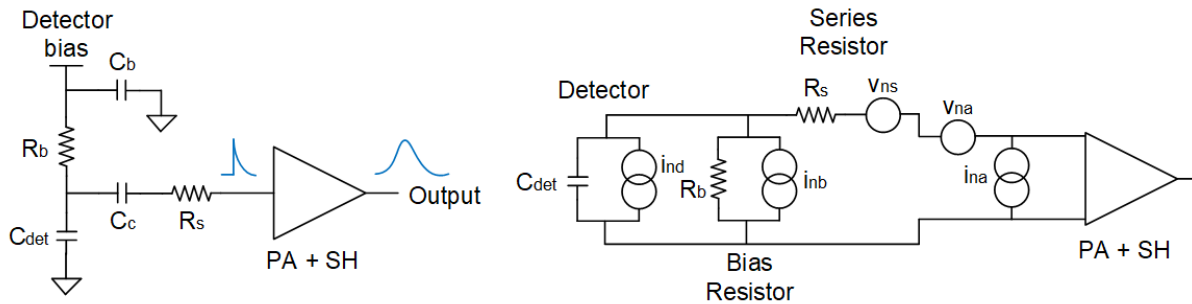 Detector
bias
Cb
Rb
Cc
Rs
Cdet
PA + SH
Output
Series
Resistor
Detector
Rs
vns
vna
Cdet
ind
Rb
inb
ina
PA + SH
Bias
Resistor